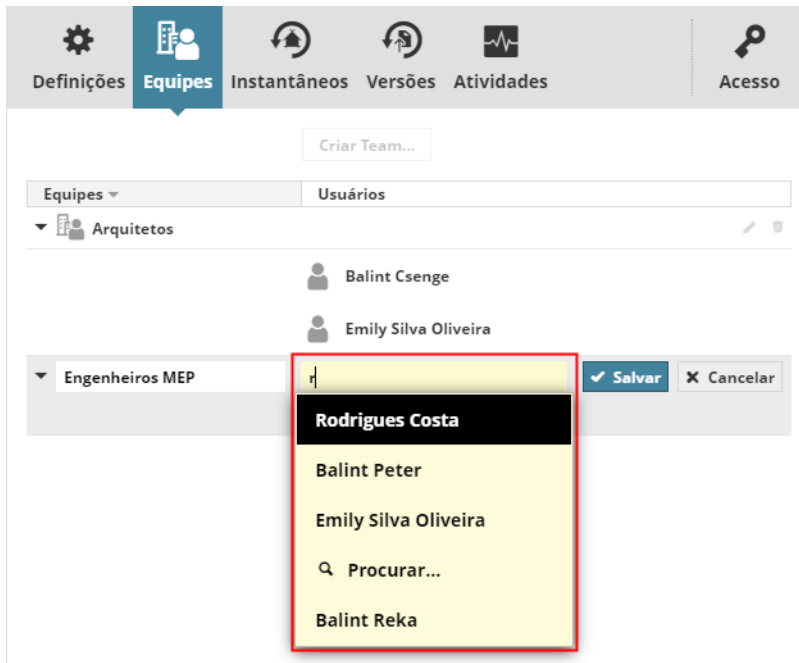 Definições Equipes Instantâneos Versões Atividades Acesso
Criar Team...
Equipes Usuários
Arquitetos
Balint Csenge
Emily Silva Oliveira
Engenheiros MEP r Salvar Cancelar
Rodrigues Costa
Balint Peter
Emily Silva Oliveira
Procurar...
Balint Reka